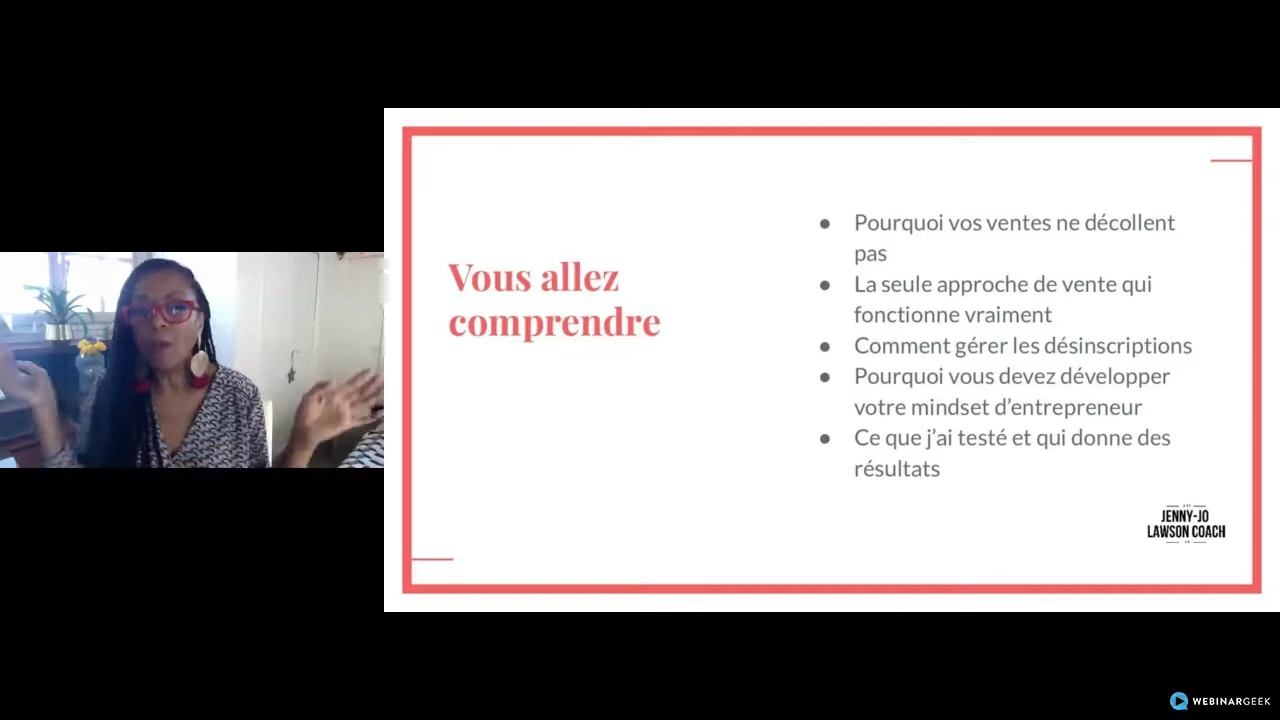 Vous allez
comprendre
● Pourquoi vos ventes ne décollent
pas
● La seule approche de vente qui
fonctionne vraiment
● Comment gérer les désinscriptions
● Pourquoi vous devez développer
votre mindset d’entrepreneur
● Ce que j’ai testé et qui donne des
résultats
JENNY-JO
LAWSON COACH
WEBINARGEEK